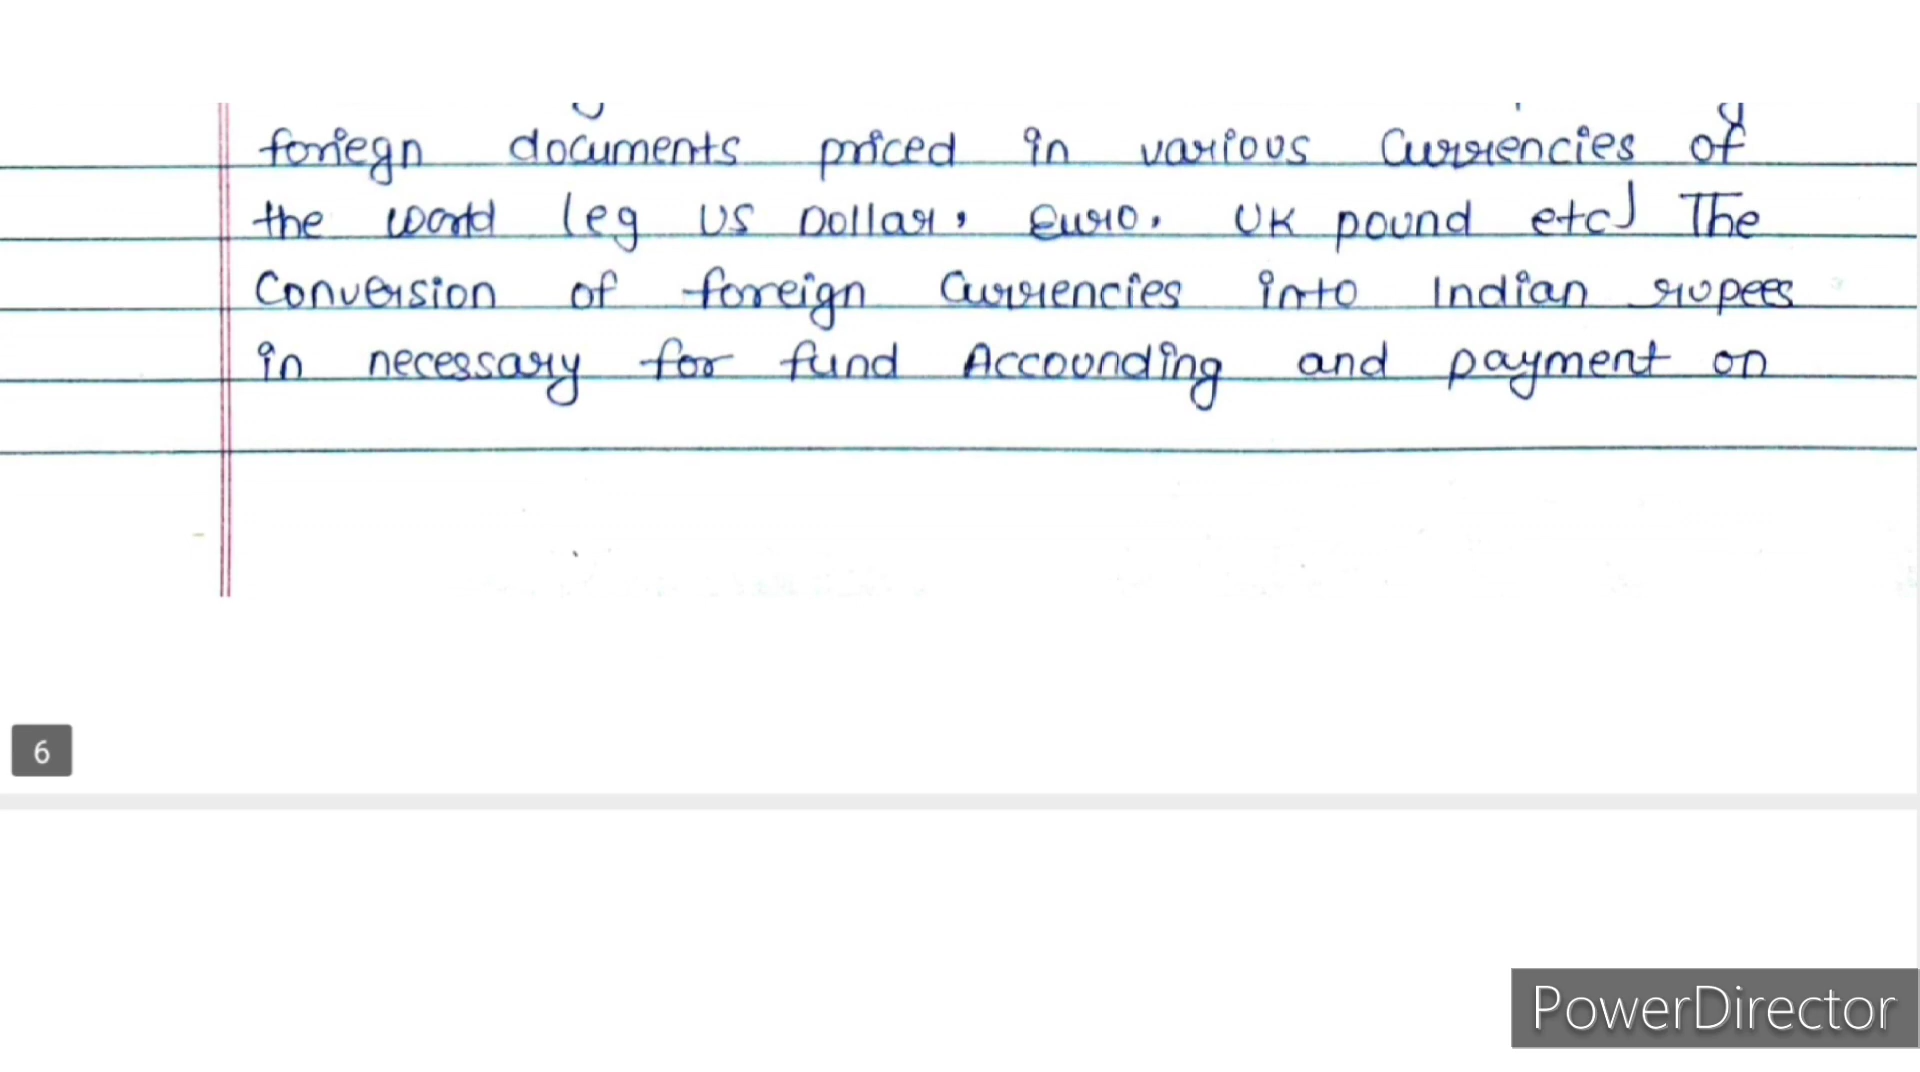 foriegn documents priced in various Currencies of
the world (eg US Dollar, Euro, UK pound etc) The
Conversion of foreign Currencies into Indian rupees
in necessary for fund Accounding and payment on
6
PowerDirector